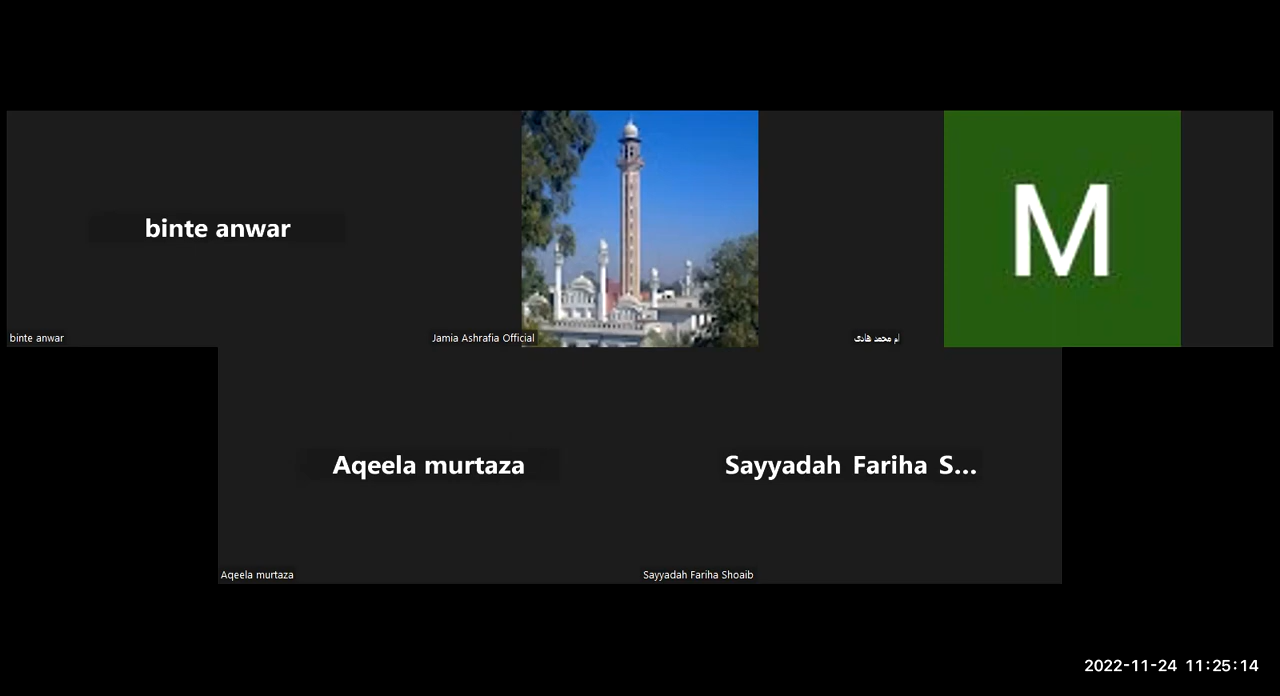 binte anwar
binte anwar
Jamia Ashrafia Official
ام محمد هادی
M
Aqeela murtaza
Aqeela murtaza
Sayyadah Fariha S...
Sayyadah Fariha Shoaib
2022-11-24 11:25:14